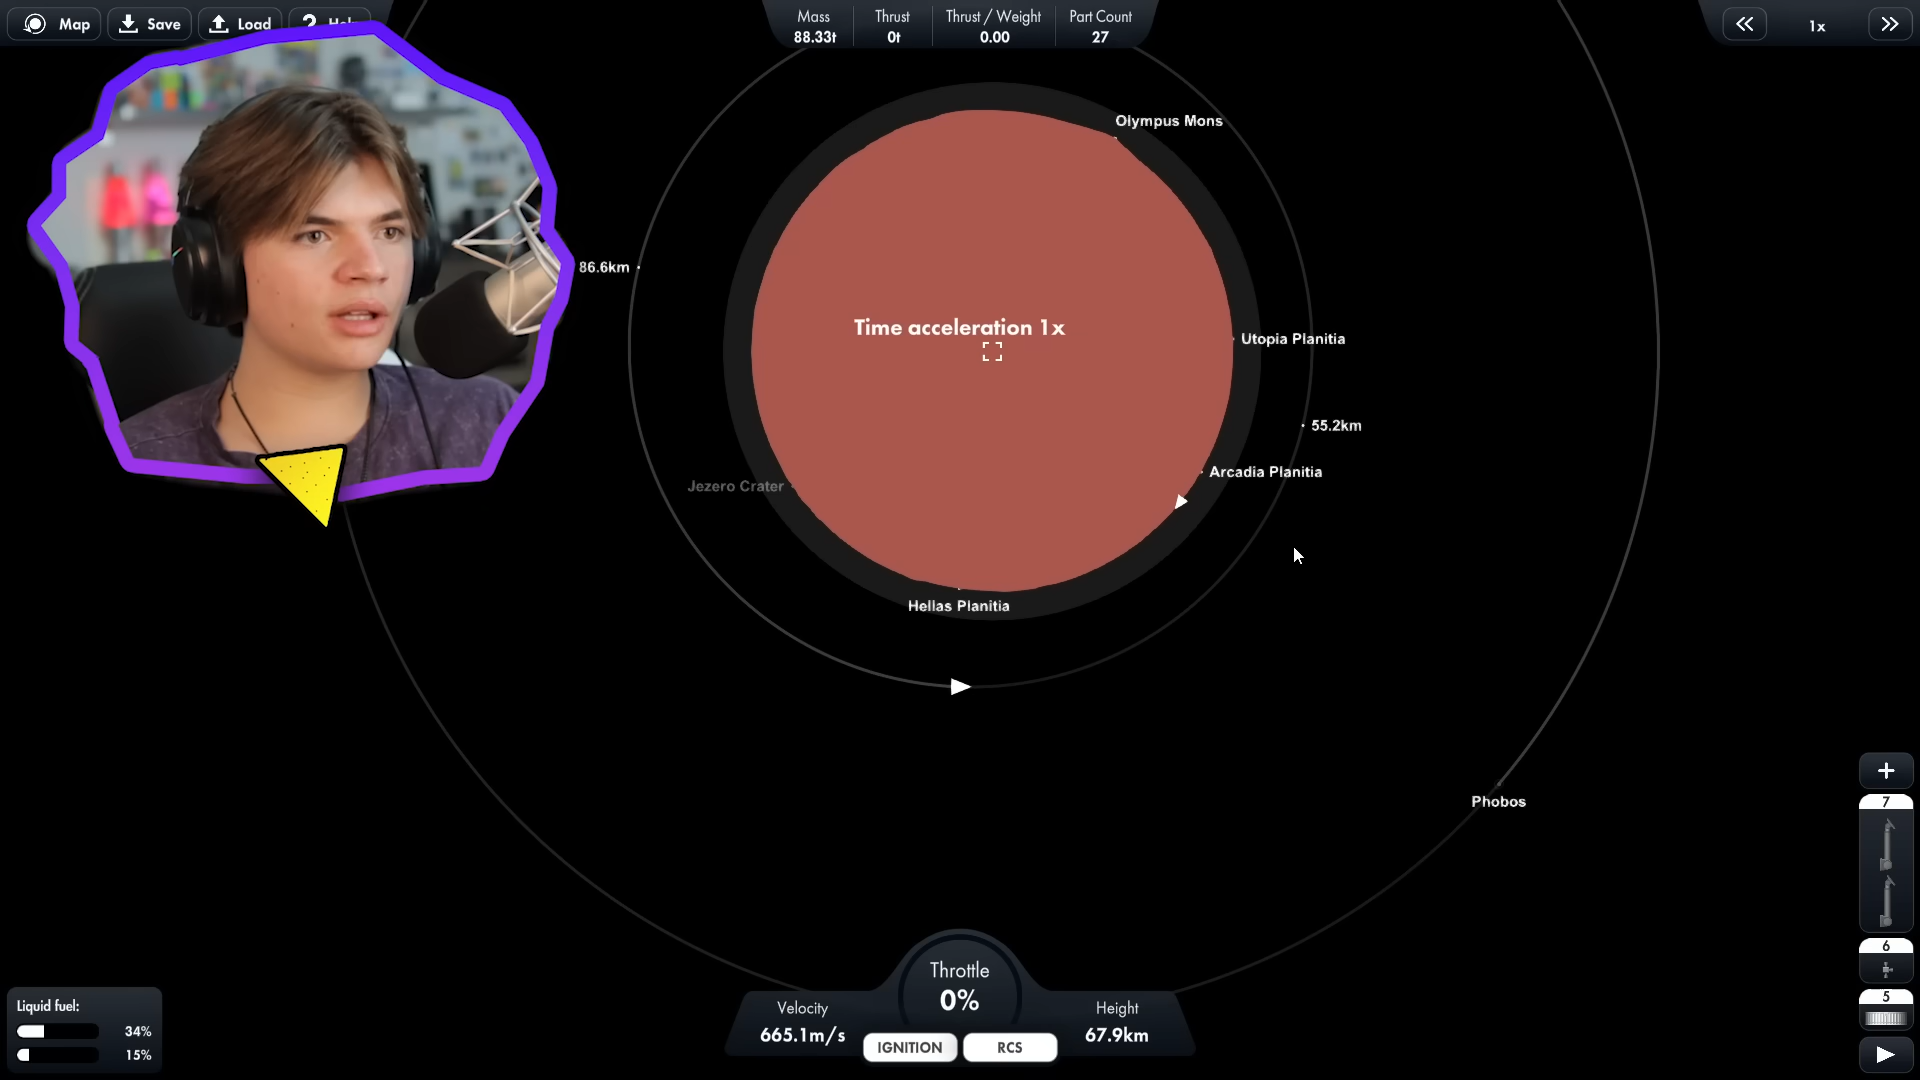 Map
Save
Load
Help
Mass
88.33t
Thrust
0t
Thrust / Weight
0.00
Part Count
27
1x
Olympus Mons
86.6km
Time acceleration 1x
Utopia Planitia
55.2km
Arcadia Planitia
Jezero Crater
Hellas Planitia
Phobos
7
6
5
Liquid fuel:
34%
15%
Throttle
0%
Velocity
665.1m/s
Height
67.9km
IGNITION
RCS